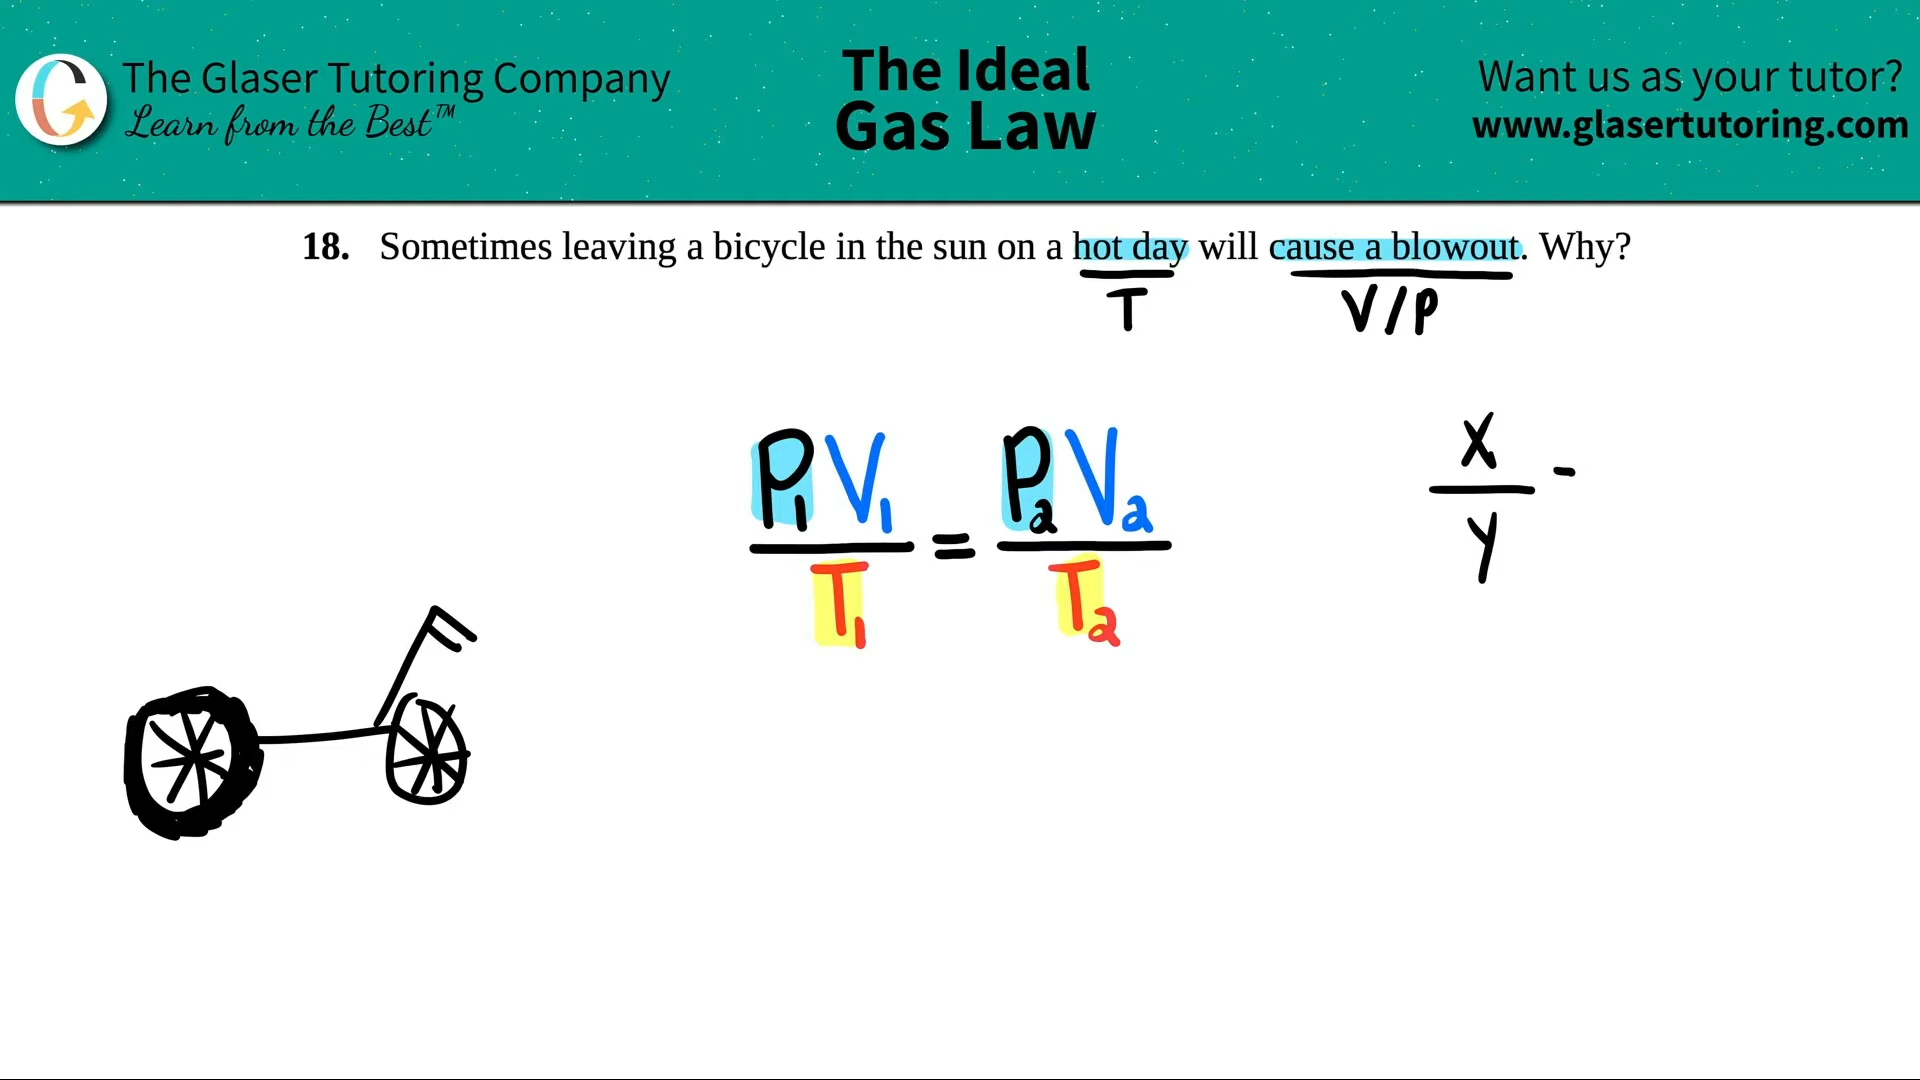 The Glaser Tutoring Company
Learn from the Best™
The Ideal
Gas Law
Want us as your tutor?
www.glasertutoring.com
18. Sometimes leaving a bicycle in the sun on a hot day will cause a blowout. Why?
T V/P
P₁V₁ / T₁ = P₂V₂ / T₂
X / y -